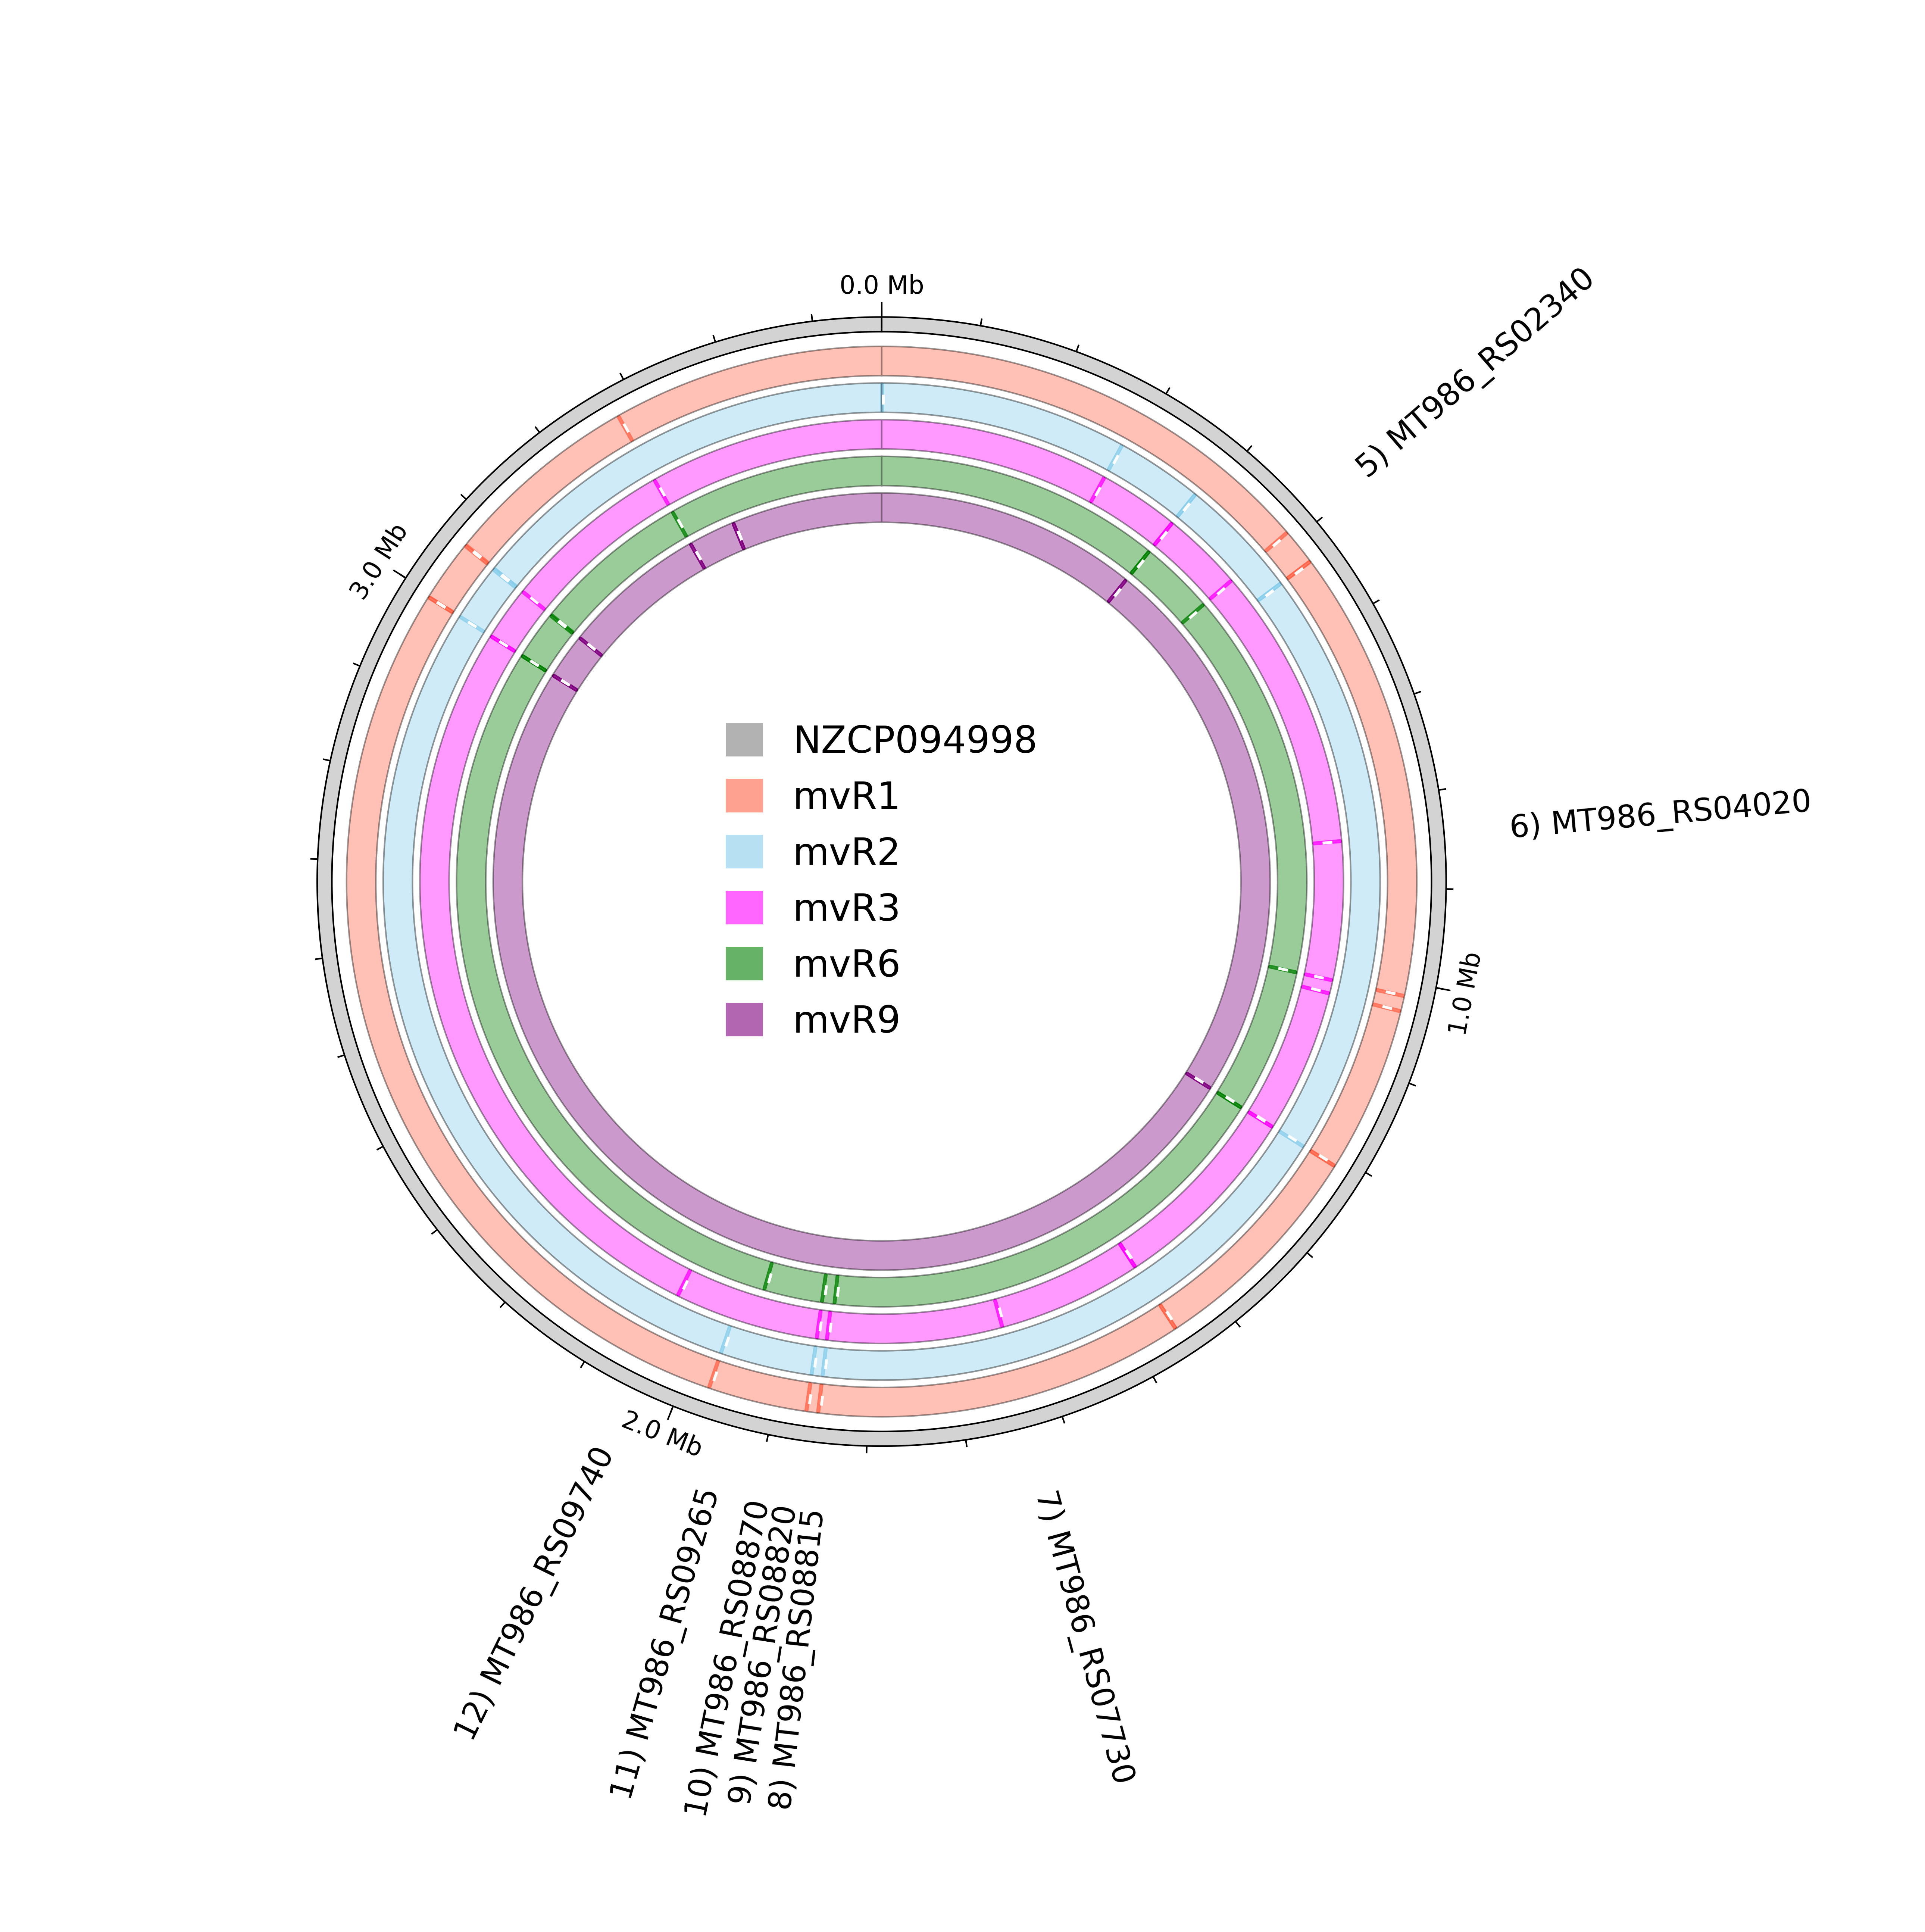 0.0 Mb
5) MT986_RS02340
6) MT986_RS04020
1.0 Mb
7) MT986_RS07730
8) MT986_RS08815
9) MT986_RS08820
10) MT986_RS08870
11) MT986_RS09265
12) MT986_RS09740
2.0 Mb
3.0 Mb
NZCP094998
mvR1
mvR2
mvR3
mvR6
mvR9